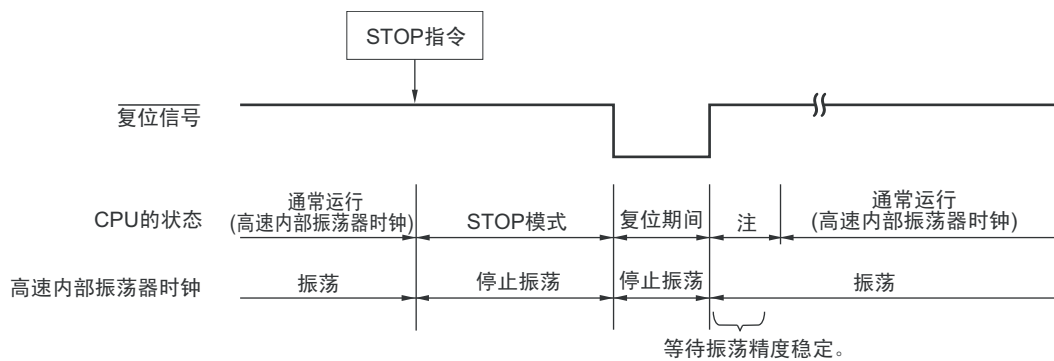 STOP指令
复位信号
CPU的状态
通常运行
(高速内部振荡器时钟)
STOP模式
复位期间
注
通常运行
(高速内部振荡器时钟)
高速内部振荡器时钟
振荡
停止振荡
停止振荡
振荡
等待振荡精度稳定。